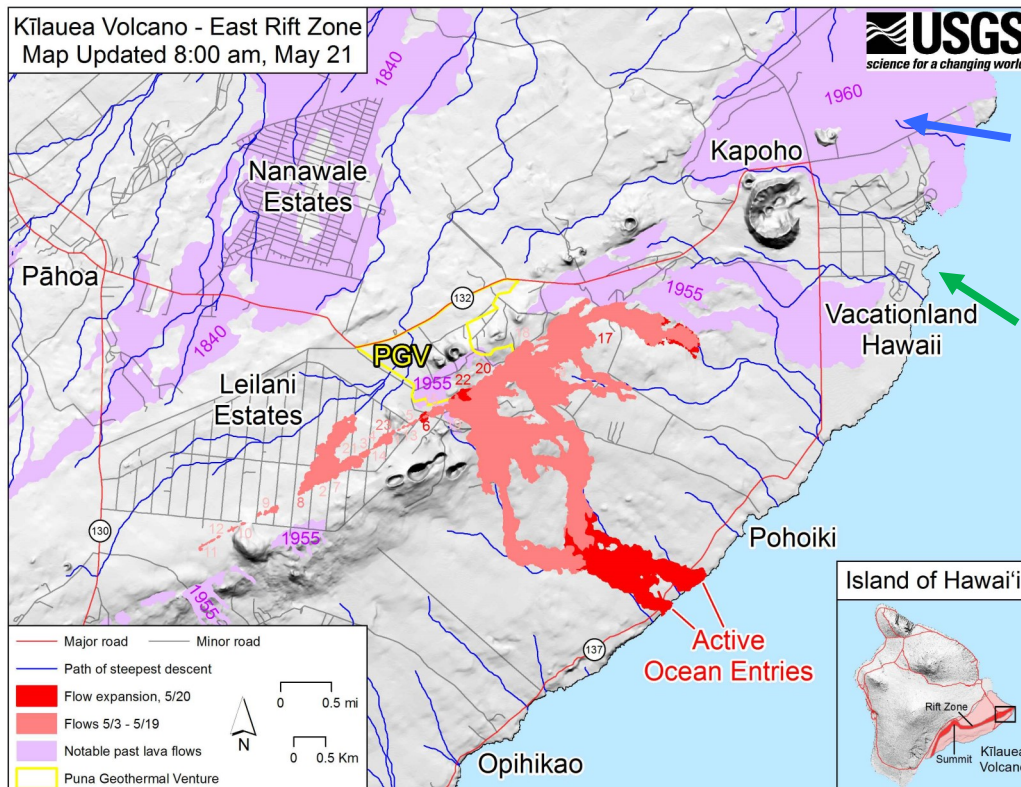 Kīlauea Volcano - East Rift Zone
Map Updated 8:00 am, May 21
USGS
science for a changing world
1840
1960
Kapoho
Nanawale
Estates
Pāhoa
132
1955
Vacationland
Hawaii
1840
PGV
17
20
1955
22
Leilani
Estates
23
6
8
9
12
10
11
130
1955
1955
Pohoiki
Active
Ocean Entries
137
Opihikao
Major road
Minor road
Path of steepest descent
Flow expansion, 5/20
Flows 5/3 - 5/19
Notable past lava flows
Puna Geothermal Venture
N
0 0.5 mi
0 0.5 Km
Island of Hawaiʻi
Rift Zone
Summit
Kīlauea
Volcano